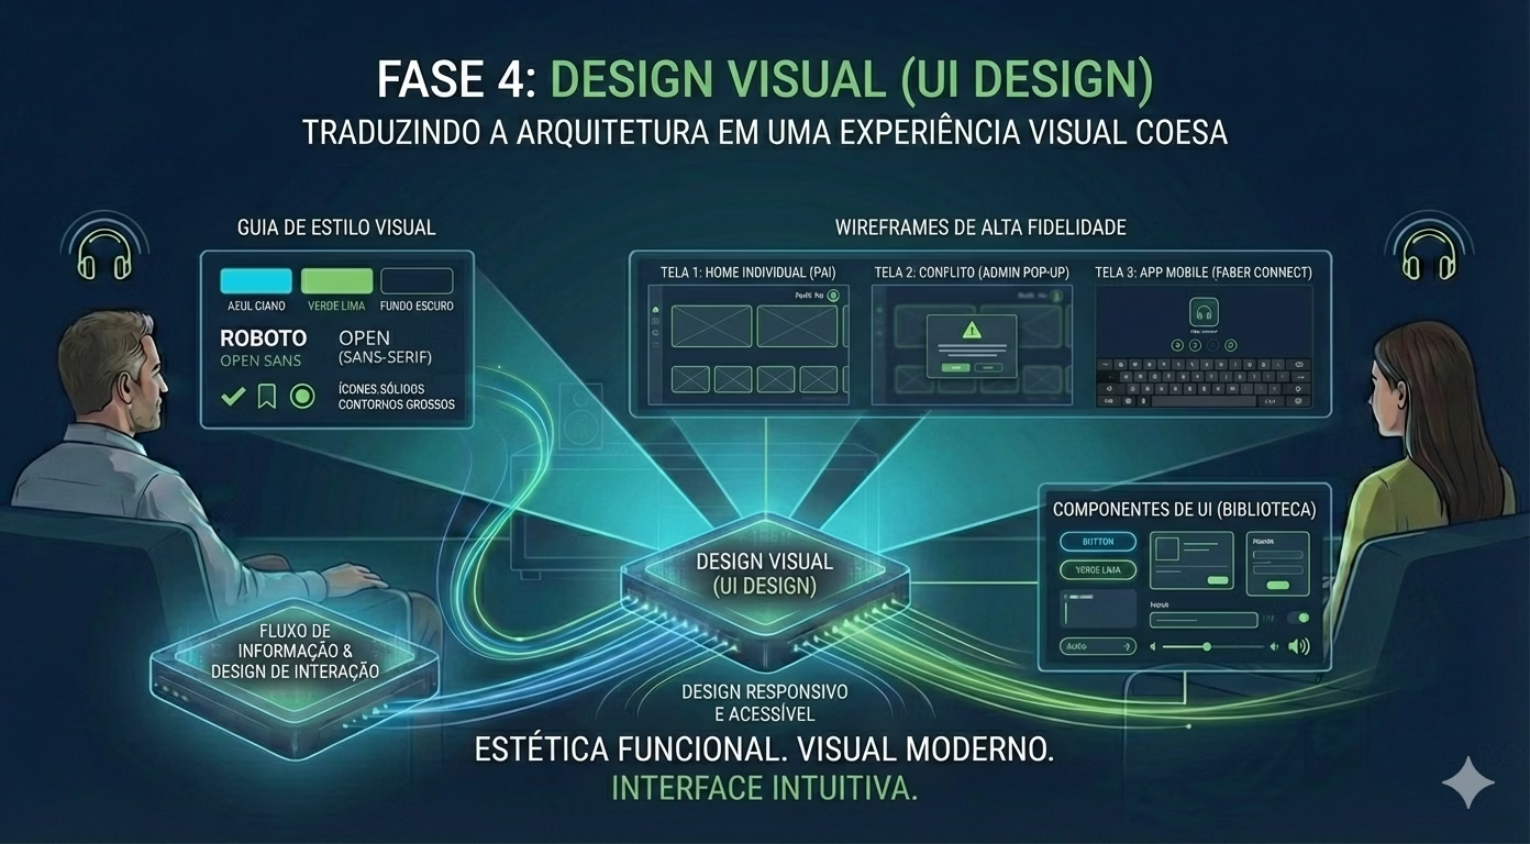 FASE 4: DESIGN VISUAL (UI DESIGN)
TRADUZINDO A ARQUITETURA EM UMA EXPERIÊNCIA VISUAL COESA
GUIA DE ESTILO VISUAL
AEUL CIANO
VERDE LIMA
FUNDO ESCURO
ROBOTO
OPEN SANS
OPEN
(SANS-SERIF)
ÍCONES.SÓLIOOS
CONTORNOS GROSSOS
WIREFRAMES DE ALTA FIDELIDADE
TELA 1: HOME INDIVIDUAL (PAI)
TELA 2: CONFLITO (ADMIN POP-UP)
TELA 3: APP MOBILE (FABER CONNECT)
DESIGN VISUAL
(UI DESIGN)
COMPONENTES DE UI (BIBLIOTECA)
BUTTON
FLUXO DE
INFORMAÇÃO &
DESIGN DE INTERAÇÃO
DESIGN RESPONSIVO
E ACESSÍVEL
ESTÉTICA FUNCIONAL. VISUAL MODERNO.
INTERFACE INTUITIVA.